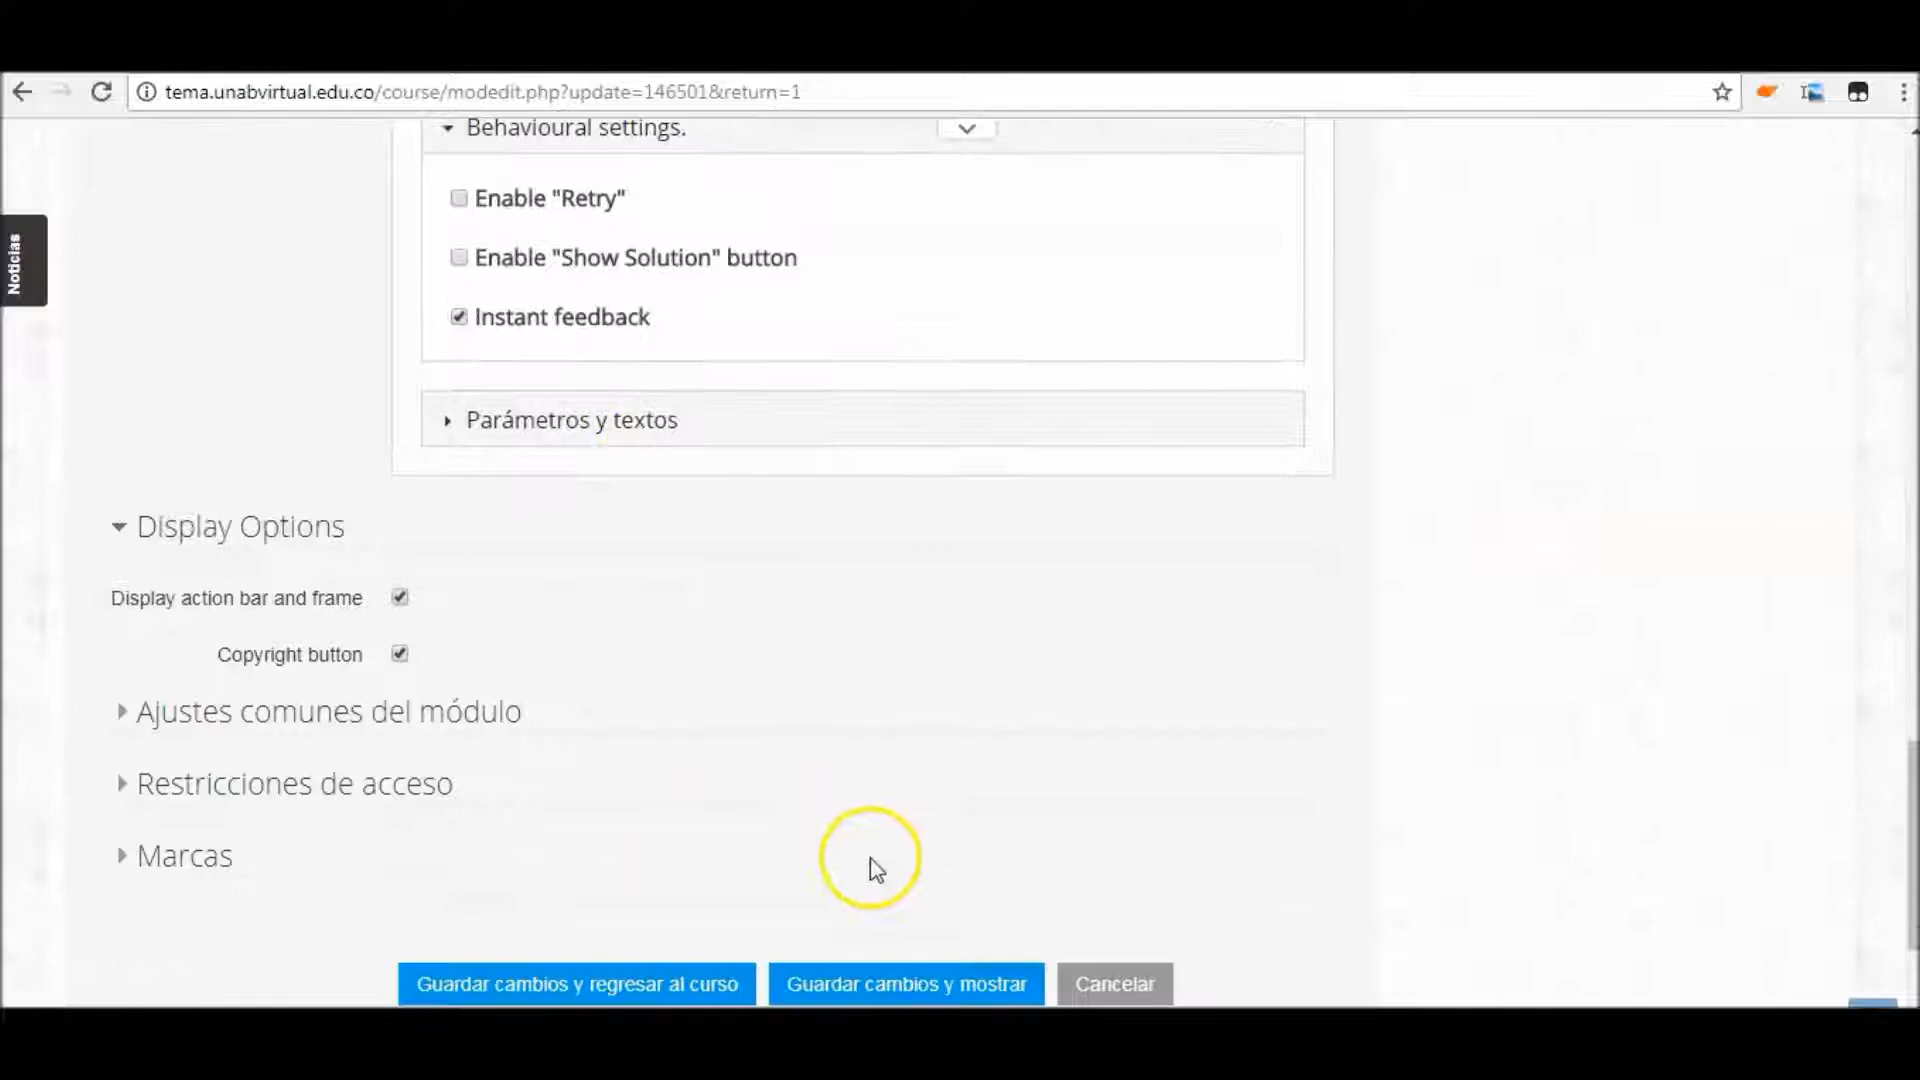 tema.unabvirtual.edu.co/course/modedit.php?update=146501&return=1
Behavioural settings.
Enable "Retry"
Noticias
Enable "Show Solution" button
Instant feedback
Parámetros y textos
Display Options
Display action bar and frame
Copyright button
Ajustes comunes del módulo
Restricciones de acceso
Marcas
Guardar cambios y regresar al curso
Guardar cambios y mostrar
Cancelar